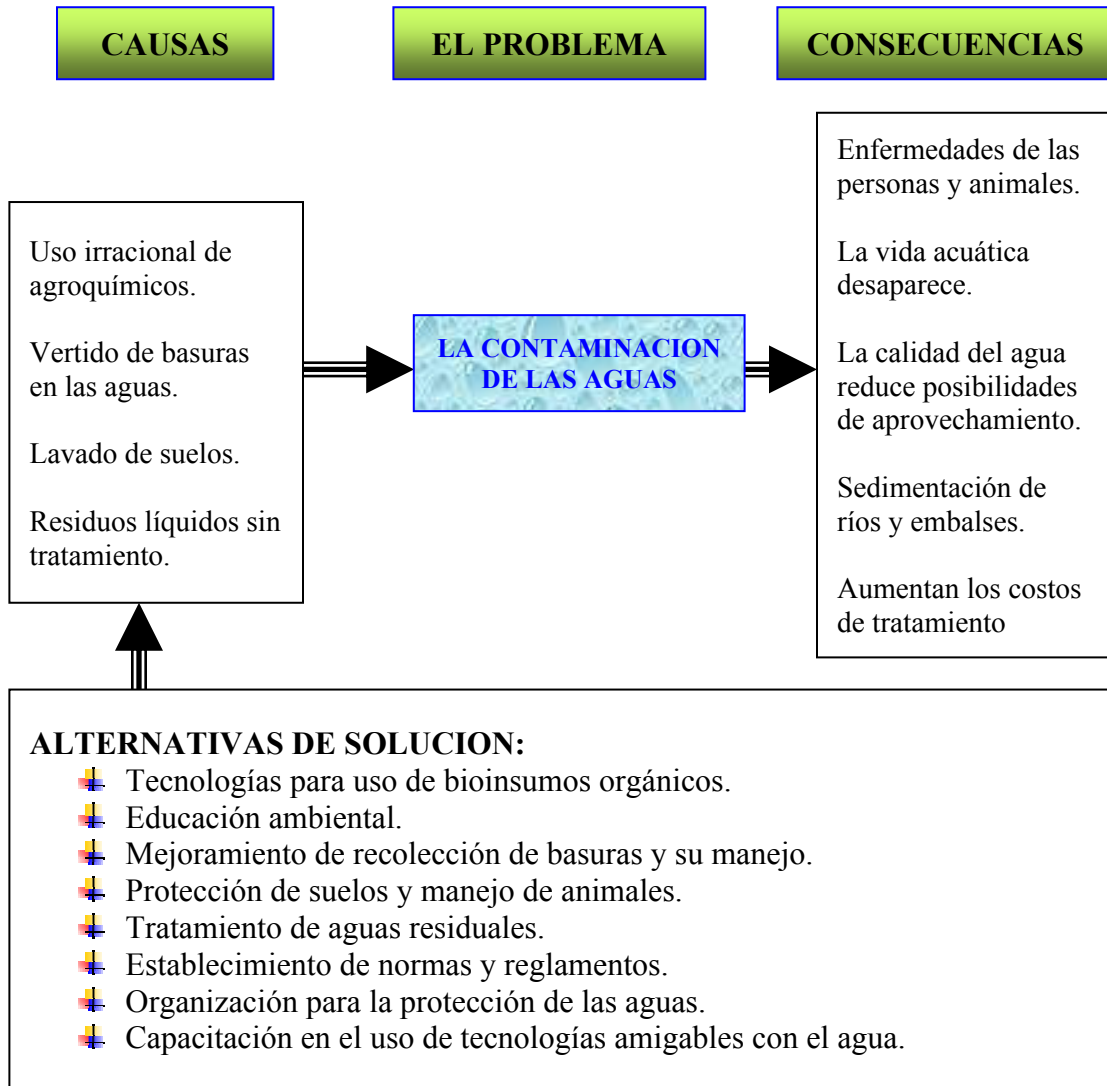 CAUSAS
EL PROBLEMA
CONSECUENCIAS
Uso irracional de
agroquímicos.
Vertido de basuras
en las aguas.
Lavado de suelos.
Residuos líquidos sin
tratamiento.
LA CONTAMINACION
DE LAS AGUAS
Enfermedades de las
personas y animales.
La vida acuática
desaparece.
La calidad del agua
reduce posibilidades
de aprovechamiento.
Sedimentación de
ríos y embalses.
Aumentan los costos
de tratamiento
ALTERNATIVAS DE SOLUCION:
Tecnologías para uso de bioinsumos orgánicos.
Educación ambiental.
Mejoramiento de recolección de basuras y su manejo.
Protección de suelos y manejo de animales.
Tratamiento de aguas residuales.
Establecimiento de normas y reglamentos.
Organización para la protección de las aguas.
Capacitación en el uso de tecnologías amigables con el agua.